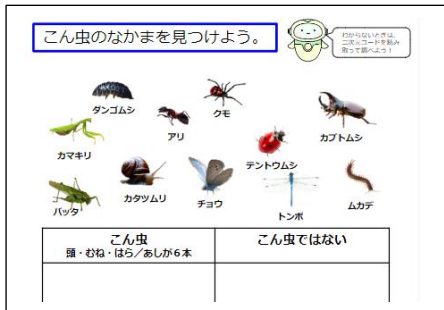 こん虫のなかまを見つけよう。
わからないときは、
二次元コードを読み
取って調べよう！
ダンゴムシ
アリ
クモ
カブトムシ
カマキリ
テントウムシ
バッタ
カタツムリ
チョウ
トンボ
ムカデ
こん虫
頭・むね・はら／あしが６本
こん虫ではない